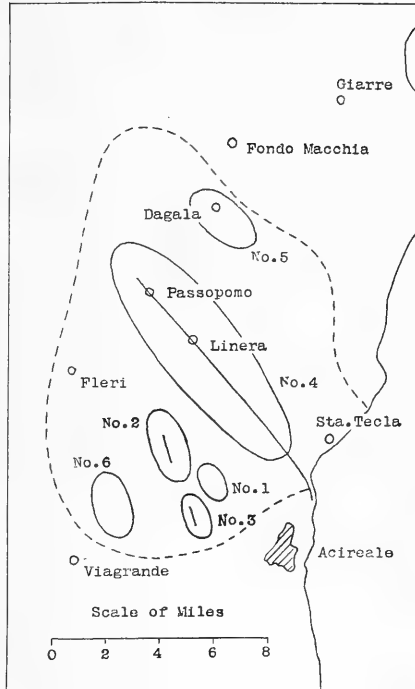 Giarre
Fondo Macchia
Dagala
No.5
Passopomo
Linera
Fleri
No.4
No.2
Sta.Tecla
No.6
No.1
No.3
Acireale
Viagrande
Scale of Miles
0 2 4 6 8